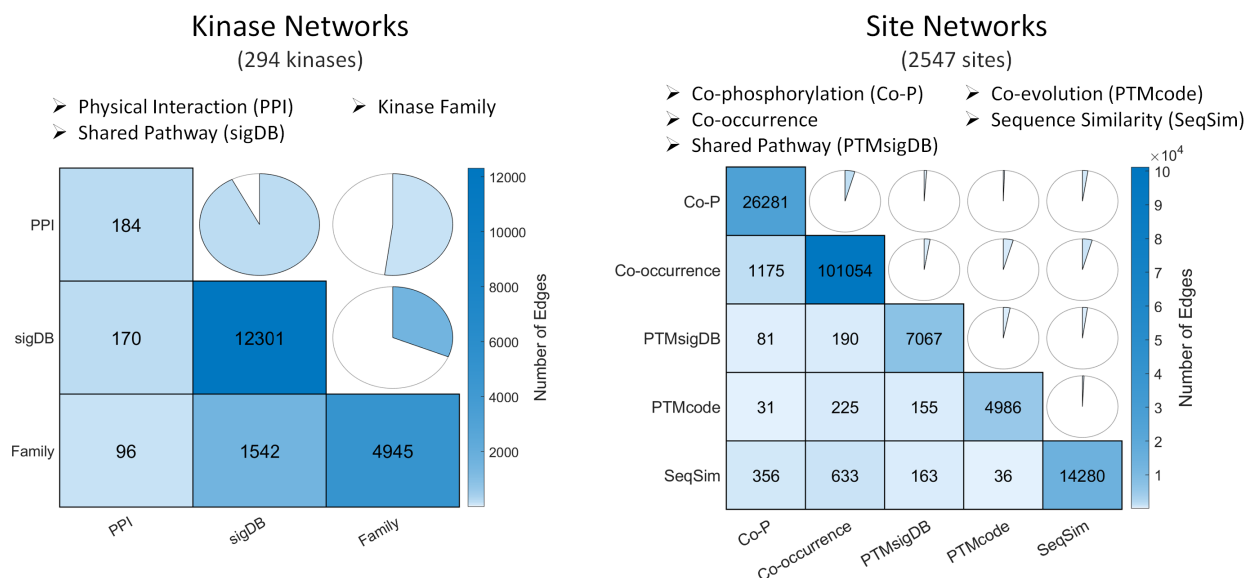 Kinase Networks
(294 kinases)
➢ Physical Interaction (PPI)
➢ Kinase Family
➢ Shared Pathway (sigDB)
PPI
184
sigDB
170
12301
Family
96
1542
4945
PPI
sigDB
Family
12000
10000
8000
6000
4000
2000
Number of Edges
Site Networks
(2547 sites)
➢ Co-phosphorylation (Co-P)
➢ Co-evolution (PTMcode)
➢ Co-occurrence
➢ Sequence Similarity (SeqSim)
➢ Shared Pathway (PTMsigDB)
Co-P
26281
Co-occurrence
1175
101054
PTMsigDB
81
190
7067
PTMcode
31
225
155
4986
SeqSim
356
633
163
36
14280
Co-P
Co-occurrence
PTMsigDB
PTMcode
SeqSim
×10⁴
10
9
8
7
6
5
4
3
2
1
Number of Edges